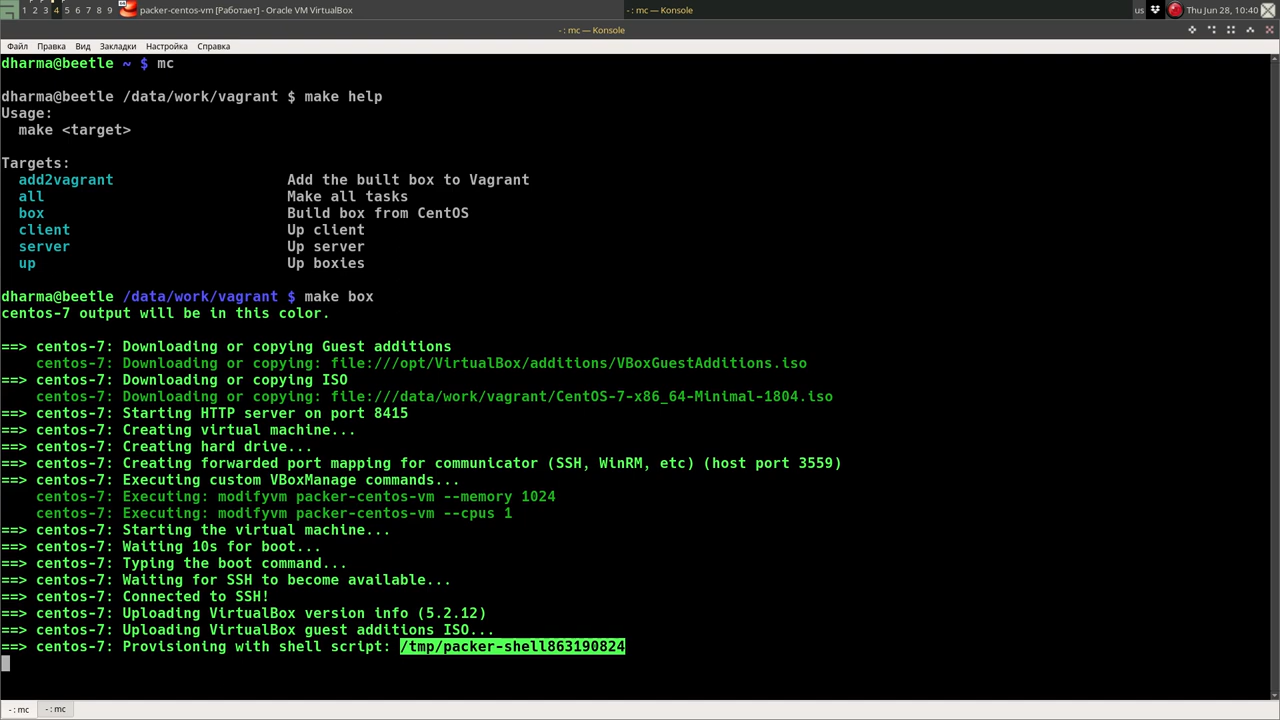 1 2 3 4 5 6 7 8 9 packer-centos-vm [Работает] - Oracle VM VirtualBox - : mc — Konsole us Thu Jun 28, 10:40
- : mc — Konsole
Файл Правка Вид Закладки Настройка Справка
dharma@beetle ~ $ mc
dharma@beetle /data/work/vagrant $ make help
Usage:
make <target>
Targets:
add2vagrant Add the built box to Vagrant
all Make all tasks
box Build box from CentOS
client Up client
server Up server
up Up boxies
dharma@beetle /data/work/vagrant $ make box
centos-7 output will be in this color.
==> centos-7: Downloading or copying Guest additions
centos-7: Downloading or copying: file:///opt/VirtualBox/additions/VBoxGuestAdditions.iso
==> centos-7: Downloading or copying ISO
centos-7: Downloading or copying: file:///data/work/vagrant/CentOS-7-x86_64-Minimal-1804.iso
==> centos-7: Starting HTTP server on port 8415
==> centos-7: Creating virtual machine...
==> centos-7: Creating hard drive...
==> centos-7: Creating forwarded port mapping for communicator (SSH, WinRM, etc) (host port 3559)
==> centos-7: Executing custom VBoxManage commands...
centos-7: Executing: modifyvm packer-centos-vm --memory 1024
centos-7: Executing: modifyvm packer-centos-vm --cpus 1
==> centos-7: Starting the virtual machine...
==> centos-7: Waiting 10s for boot...
==> centos-7: Typing the boot command...
==> centos-7: Waiting for SSH to become available...
==> centos-7: Connected to SSH!
==> centos-7: Uploading VirtualBox version info (5.2.12)
==> centos-7: Uploading VirtualBox guest additions ISO...
==> centos-7: Provisioning with shell script: /tmp/packer-shell863190824
- : mc - : mc